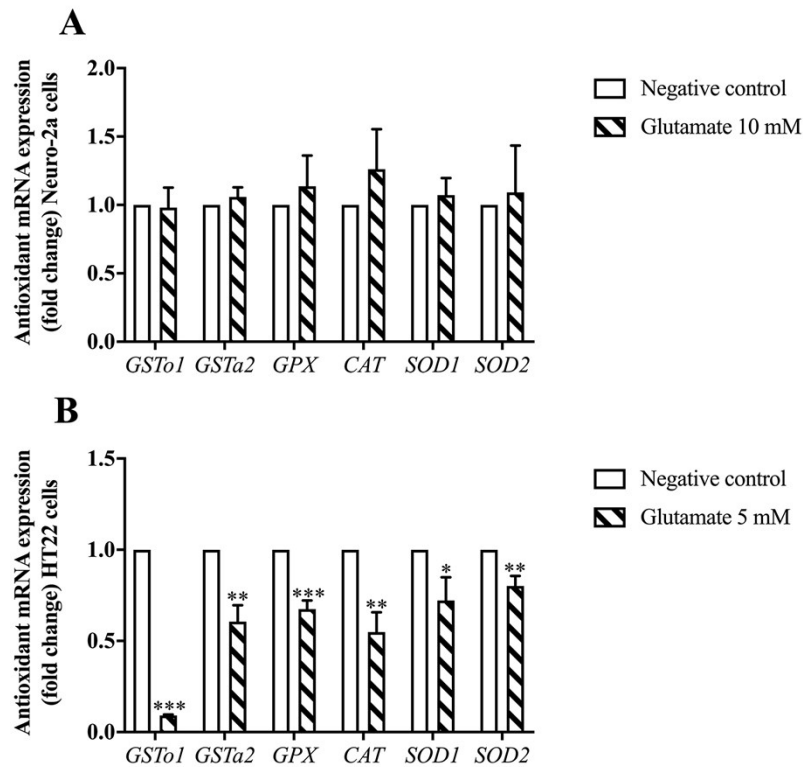 A
Antioxidant mRNA expression
(fold change) Neuro-2a cells
2.0
1.5
1.0
0.5
0.0
GSTo1 GSTa2 GPX CAT SOD1 SOD2
Negative control
Glutamate 10 mM
B
Antioxidant mRNA expression
(fold change) HT22 cells
1.5
1.0
0.5
0.0
*** ** *** ** * **
GSTo1 GSTa2 GPX CAT SOD1 SOD2
Negative control
Glutamate 5 mM